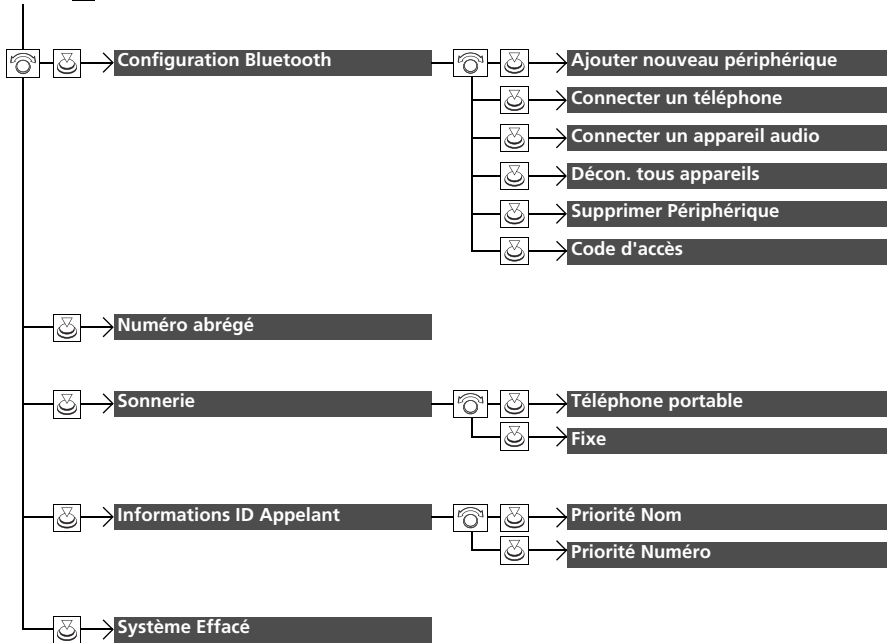 Configuration Bluetooth
Ajouter nouveau périphérique
Connecter un téléphone
Connecter un appareil audio
Décon. tous appareils
Supprimer Périphérique
Code d'accès
Numéro abrégé
Sonnerie
Téléphone portable
Fixe
Informations ID Appelant
Priorité Nom
Priorité Numéro
Système Effacé